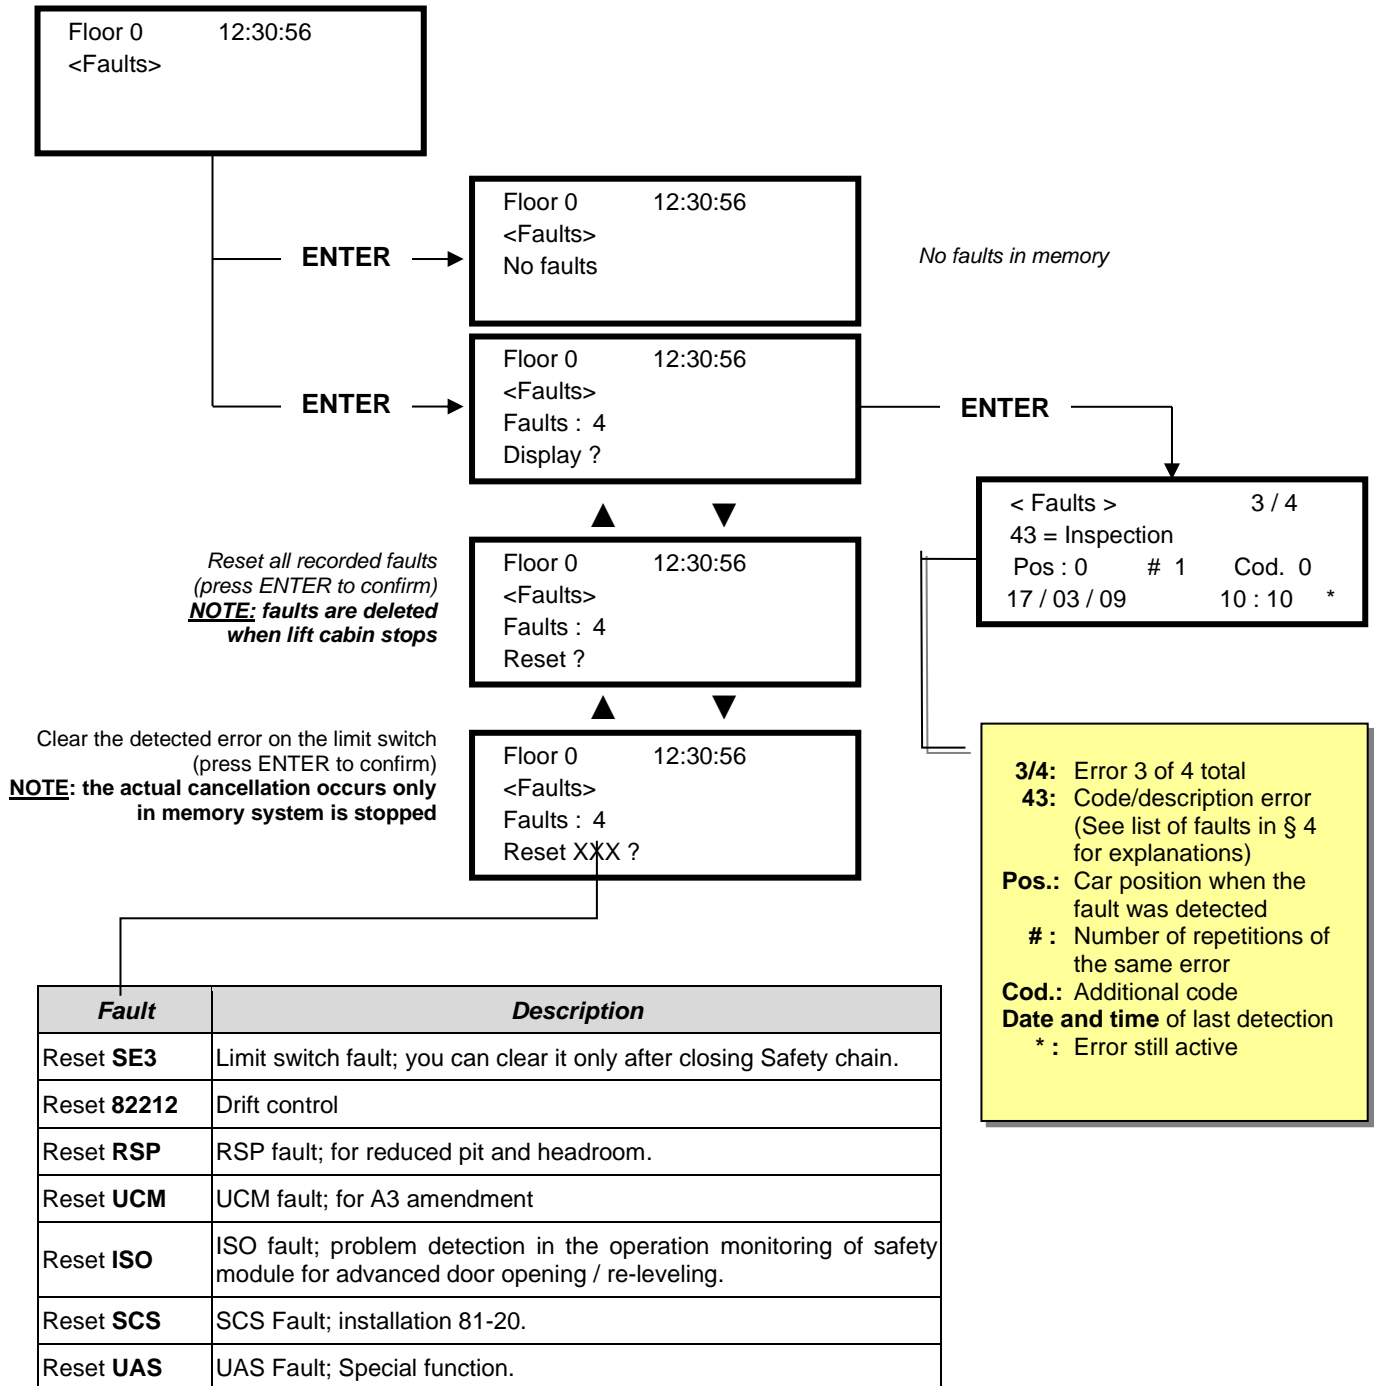 Floor 0 12:30:56
<Faults>
ENTER
Floor 0 12:30:56
<Faults>
No faults
No faults in memory
ENTER
Floor 0 12:30:56
<Faults>
Faults : 4
Display ?
ENTER
< Faults > 3 / 4
43 = Inspection
Pos : 0 # 1 Cod. 0
17 / 03 / 09 10 : 10 *
▲ ▼
Reset all recorded faults
(press ENTER to confirm)
NOTE: faults are deleted
when lift cabin stops
Floor 0 12:30:56
<Faults>
Faults : 4
Reset ?
▲ ▼
Clear the detected error on the limit switch
(press ENTER to confirm)
NOTE: the actual cancellation occurs only
in memory system is stopped
Floor 0 12:30:56
<Faults>
Faults : 4
Reset XXX ?
3/4: Error 3 of 4 total
43: Code/description error
(See list of faults in § 4
for explanations)
Pos.: Car position when the
fault was detected
# : Number of repetitions of
the same error
Cod.: Additional code
Date and time of last detection
* : Error still active
Fault Description
Reset SE3 Limit switch fault; you can clear it only after closing Safety chain.
Reset 82212 Drift control
Reset RSP RSP fault; for reduced pit and headroom.
Reset UCM UCM fault; for A3 amendment
Reset ISO ISO fault; problem detection in the operation monitoring of safety
module for advanced door opening / re-leveling.
Reset SCS SCS Fault; installation 81-20.
Reset UAS UAS Fault; Special function.